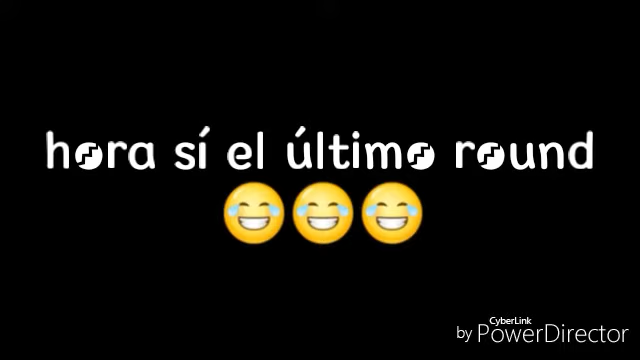 hora sí el último round
😂😂😂
CyberLink
by PowerDirector